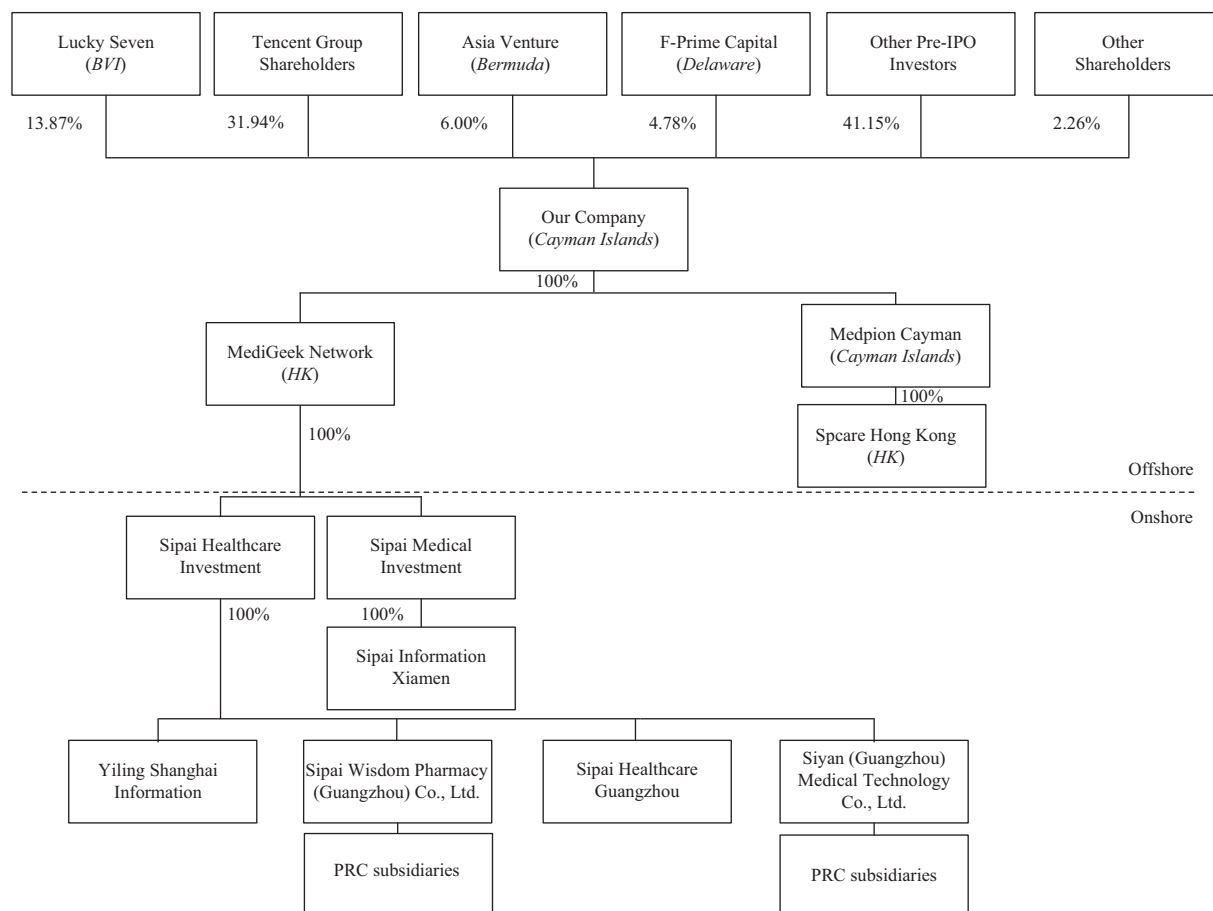 Lucky Seven
(BVI)
Tencent Group
Shareholders
Asia Venture
(Bermuda)
F-Prime Capital
(Delaware)
Other Pre-IPO
Investors
Other
Shareholders
13.87%
31.94%
6.00%
4.78%
41.15%
2.26%
Our Company
(Cayman Islands)
100%
MediGeek Network
(HK)
Medpion Cayman
(Cayman Islands)
100%
100%
Spcare Hong Kong
(HK)
Offshore
Onshore
Sipai Healthcare
Investment
Sipai Medical
Investment
100%
100%
Sipai Information
Xiamen
Yiling Shanghai
Information
Sipai Wisdom Pharmacy
(Guangzhou) Co., Ltd.
Sipai Healthcare
Guangzhou
Siyan (Guangzhou)
Medical Technology
Co., Ltd.
PRC subsidiaries
PRC subsidiaries